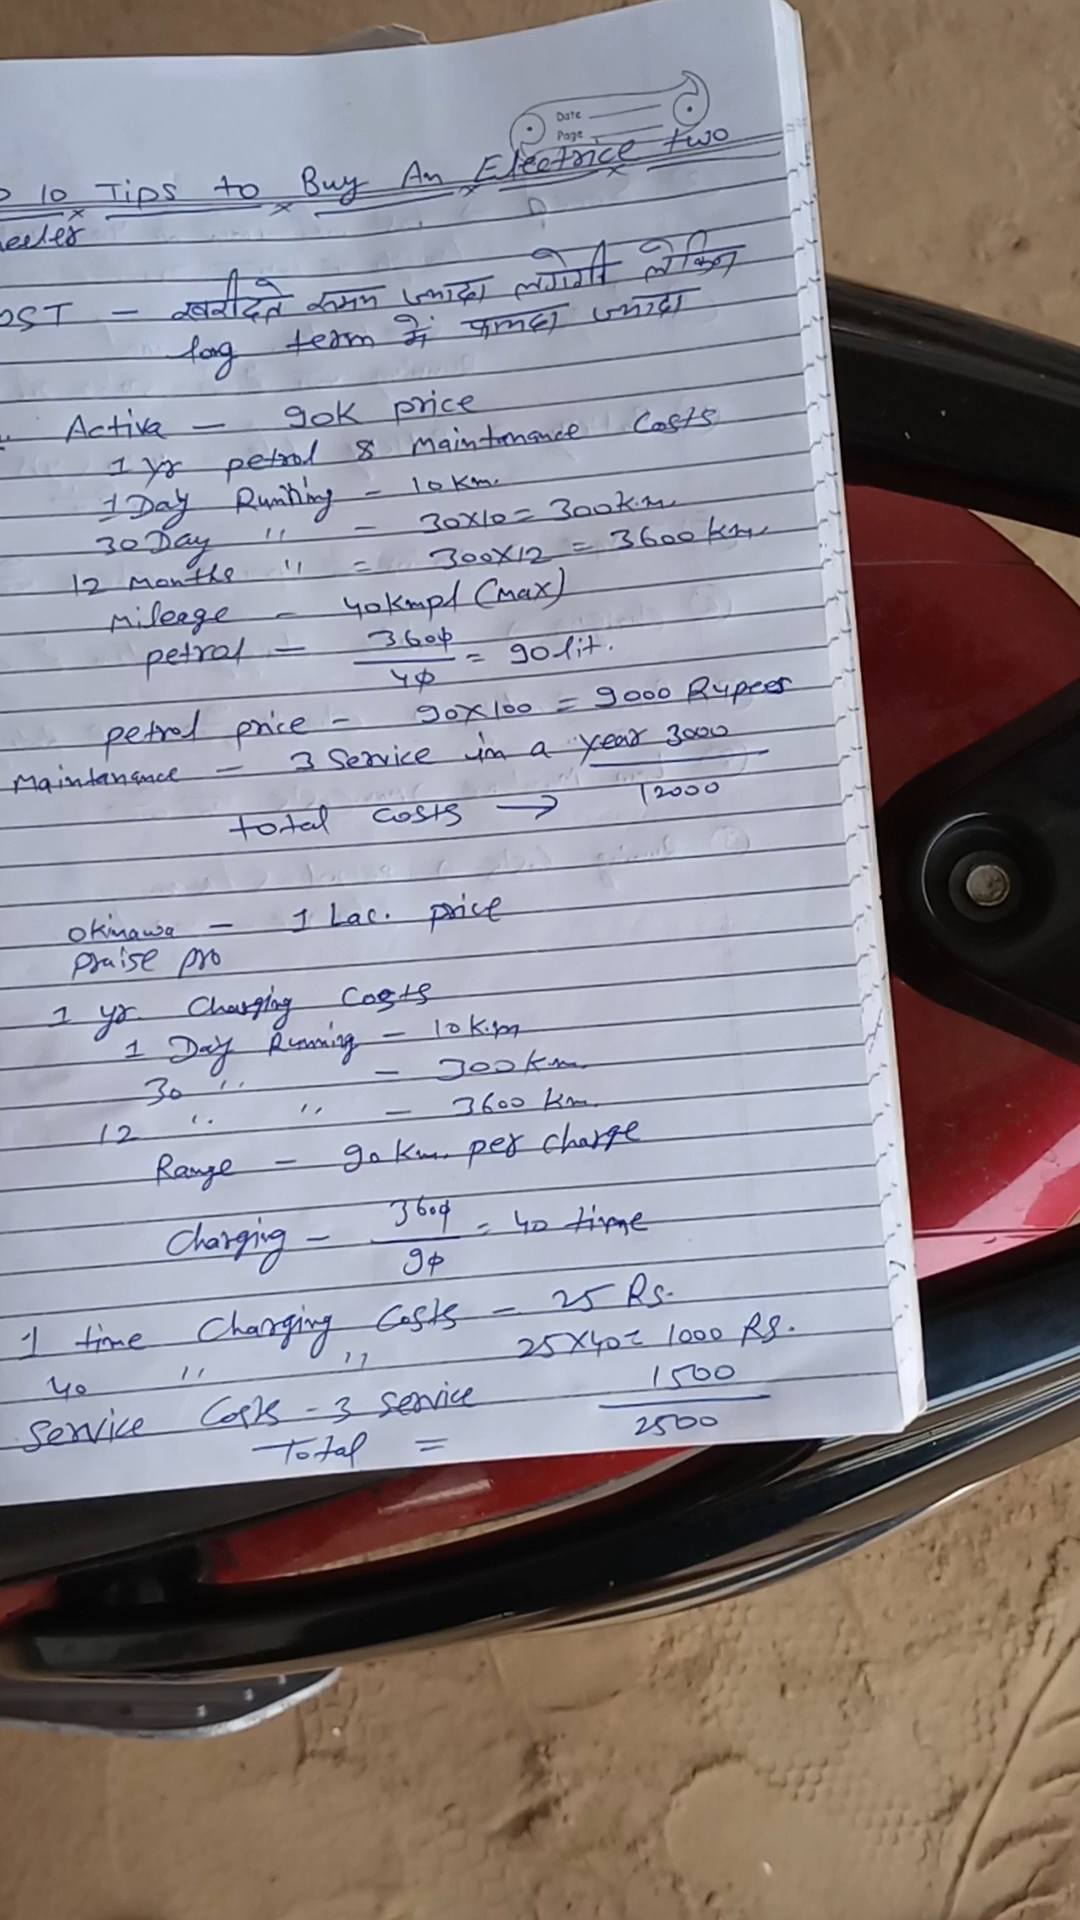 Date
Page
10 Tips to Buy An Electrice two
eeler
OST - खरीदते समय ज्यादा लगेगी लेकिन
long term में फायदा ज्यादा
Activa - 90K price
1 yr petrol & Maintenance Costs
1 Day Running - 10 Km.
30 Day " - 30x10 = 300 K.m
12 Months " = 300x12 = 3600 Km
Mileage - 40 Kmpl (Max)
petrol - 3600/40 = 90 lit.
petrol price - 90x100 = 9000 Rupees
Maintanance - 3 Service in a year 3000
Total Costs → 12000
Okinawa - 1 Lac. price
praise pro
1 yr. Charging Costs
1 Day Running - 10 K.m
30 " - 300 Km.
12 " " - 3600 Km.
Range - 90 Km. per charge
Charging - 3600/90 = 40 time
1 time Charging Costs - 25 Rs.
40 " " 25x40 = 1000 Rs.
Service Costs - 3 service 1500
Total = 2500